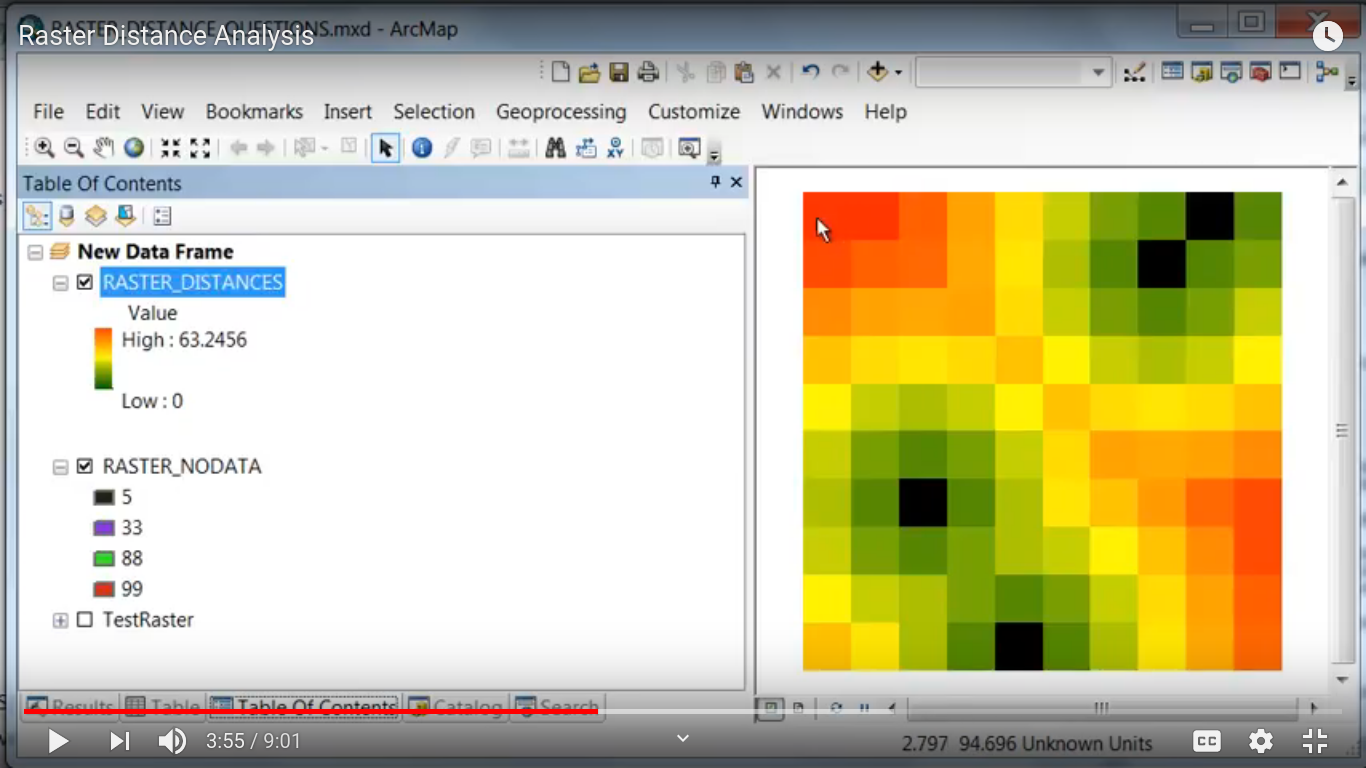 RASTER_DISTANCE_QUESTIONS.mxd - ArcMap
Raster Distance Analysis
File Edit View Bookmarks Insert Selection Geoprocessing Customize Windows Help
Table Of Contents
New Data Frame
RASTER_DISTANCES
Value
High : 63.2456
Low : 0
RASTER_NODATA
5
33
88
99
TestRaster
Results Table Table Of Contents Catalog Search
3:55 / 9:01
2.797 94.696 Unknown Units
CC